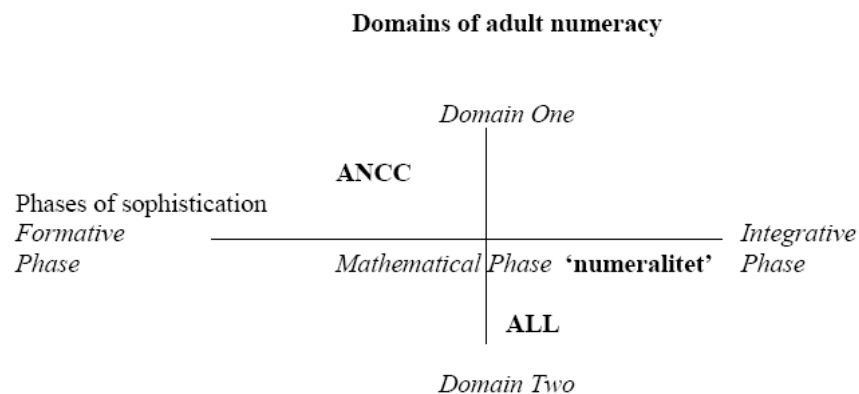 Domains of adult numeracy
Domain One
ANCC
Phases of sophistication
Formative Integrative
Phase Mathematical Phase ‘numeralitet’ Phase
ALL
Domain Two